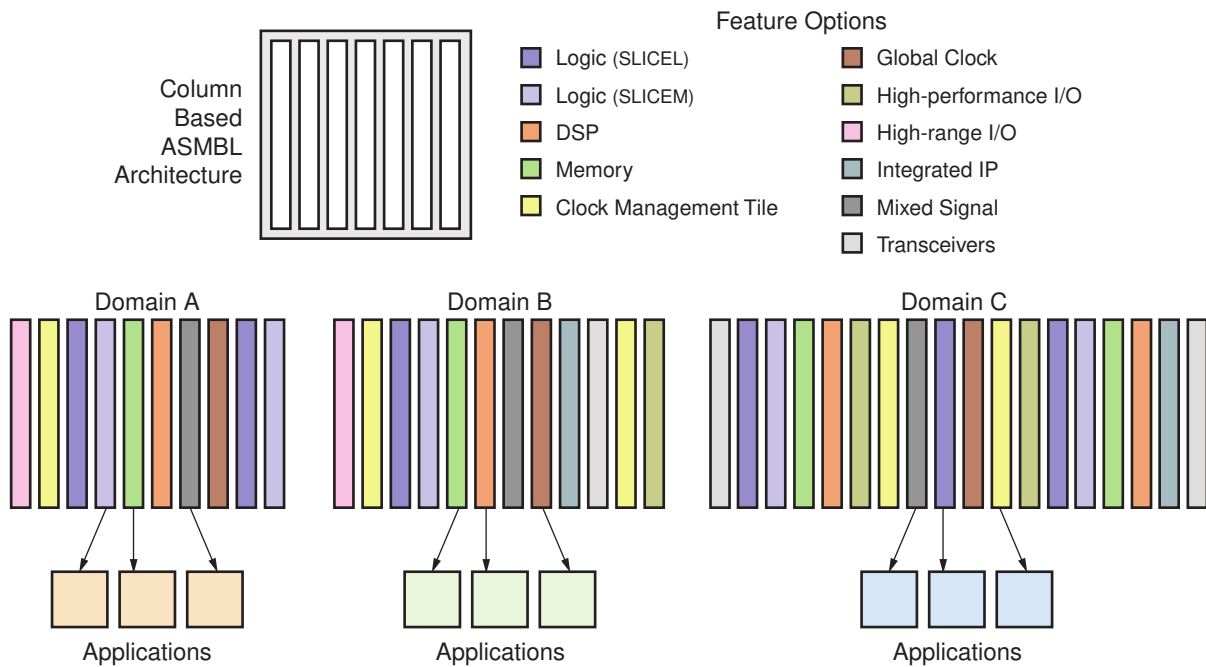 Feature Options
Column
Based
ASMBL
Architecture
Logic (SLICEL)
Logic (SLICEM)
DSP
Memory
Clock Management Tile
Global Clock
High-performance I/O
High-range I/O
Integrated IP
Mixed Signal
Transceivers
Domain A
Domain B
Domain C
Applications
Applications
Applications